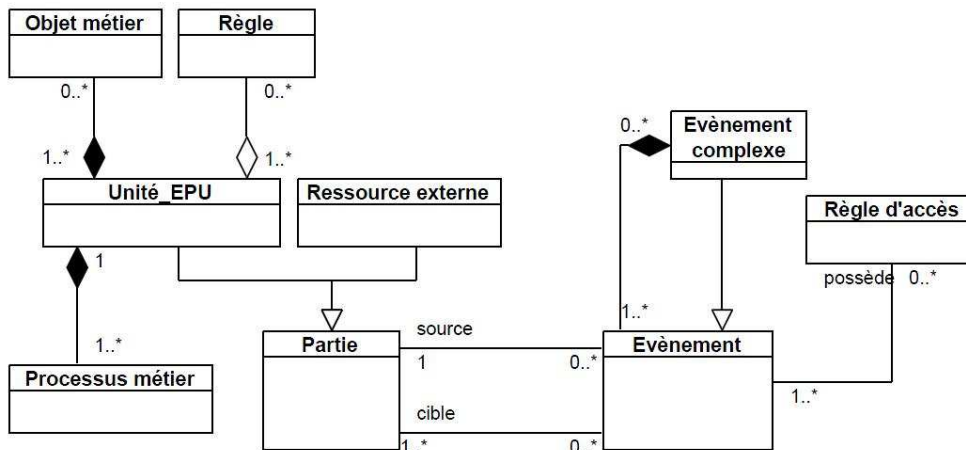 Objet métier
Règle
0..*
0..*
0..*
Evènement
complexe
1..*
1..*
Unité_EPU
Ressource externe
Règle d'accès
1
possède 0..*
source
1..*
1..*
Partie
Evènement
1
0..*
Processus métier
1..*
cible
1..*
0..*